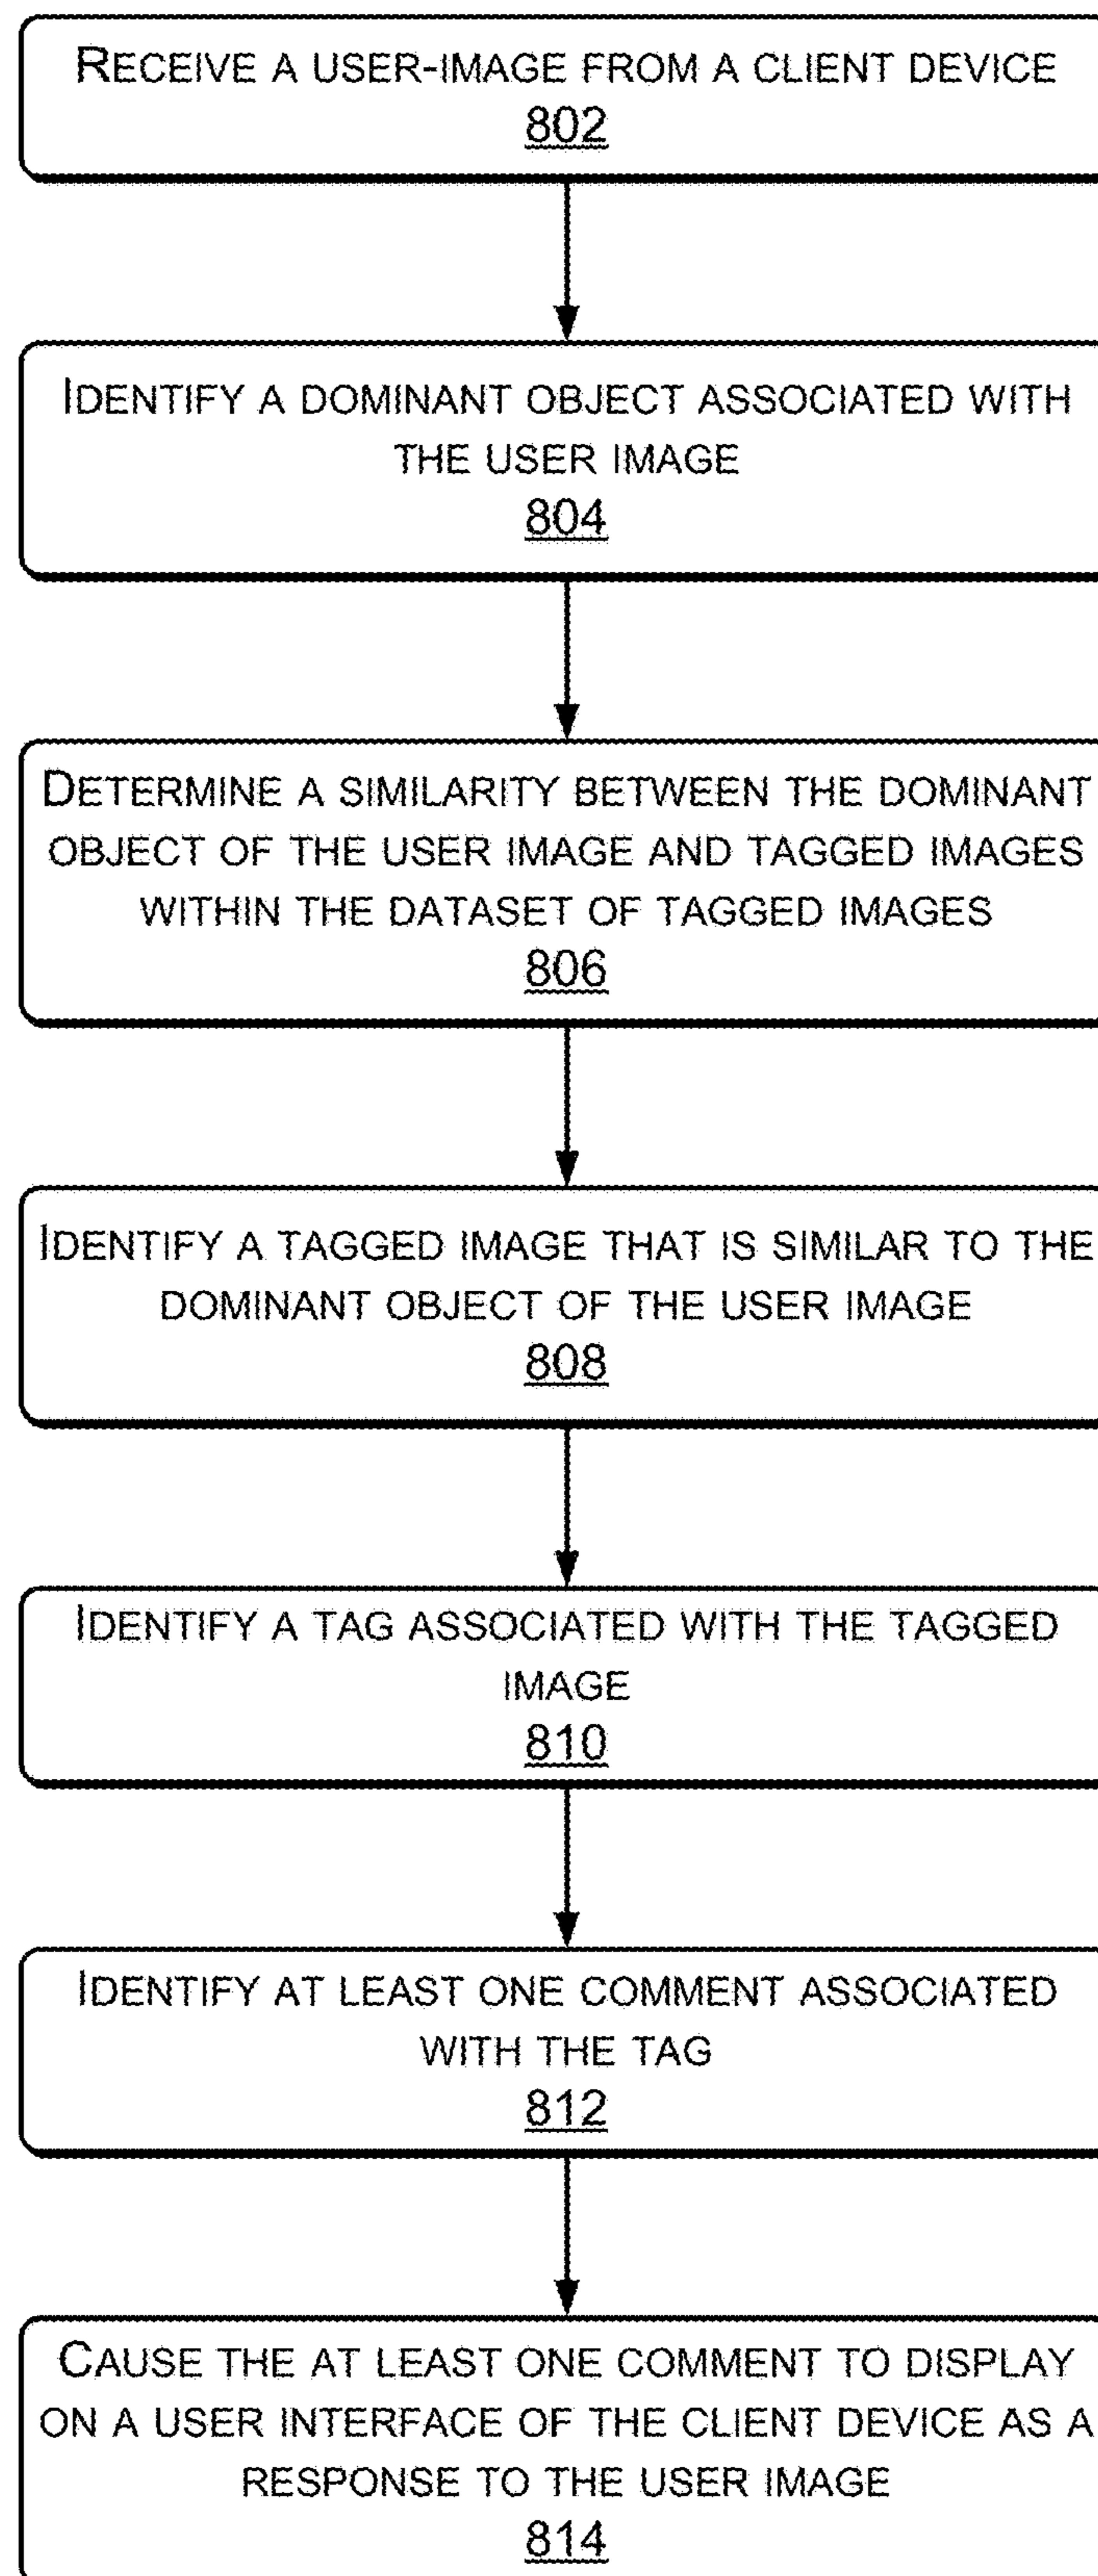 RECEIVE A USER-IMAGE FROM A CLIENT DEVICE
802
IDENTIFY A DOMINANT OBJECT ASSOCIATED WITH
THE USER IMAGE
804
DETERMINE A SIMILARITY BETWEEN THE DOMINANT
OBJECT OF THE USER IMAGE AND TAGGED IMAGES
WITHIN THE DATASET OF TAGGED IMAGES
806
IDENTIFY A TAGGED IMAGE THAT IS SIMILAR TO THE
DOMINANT OBJECT OF THE USER IMAGE
808
IDENTIFY A TAG ASSOCIATED WITH THE TAGGED
IMAGE
810
IDENTIFY AT LEAST ONE COMMENT ASSOCIATED
WITH THE TAG
812
CAUSE THE AT LEAST ONE COMMENT TO DISPLAY
ON A USER INTERFACE OF THE CLIENT DEVICE AS A
RESPONSE TO THE USER IMAGE
814